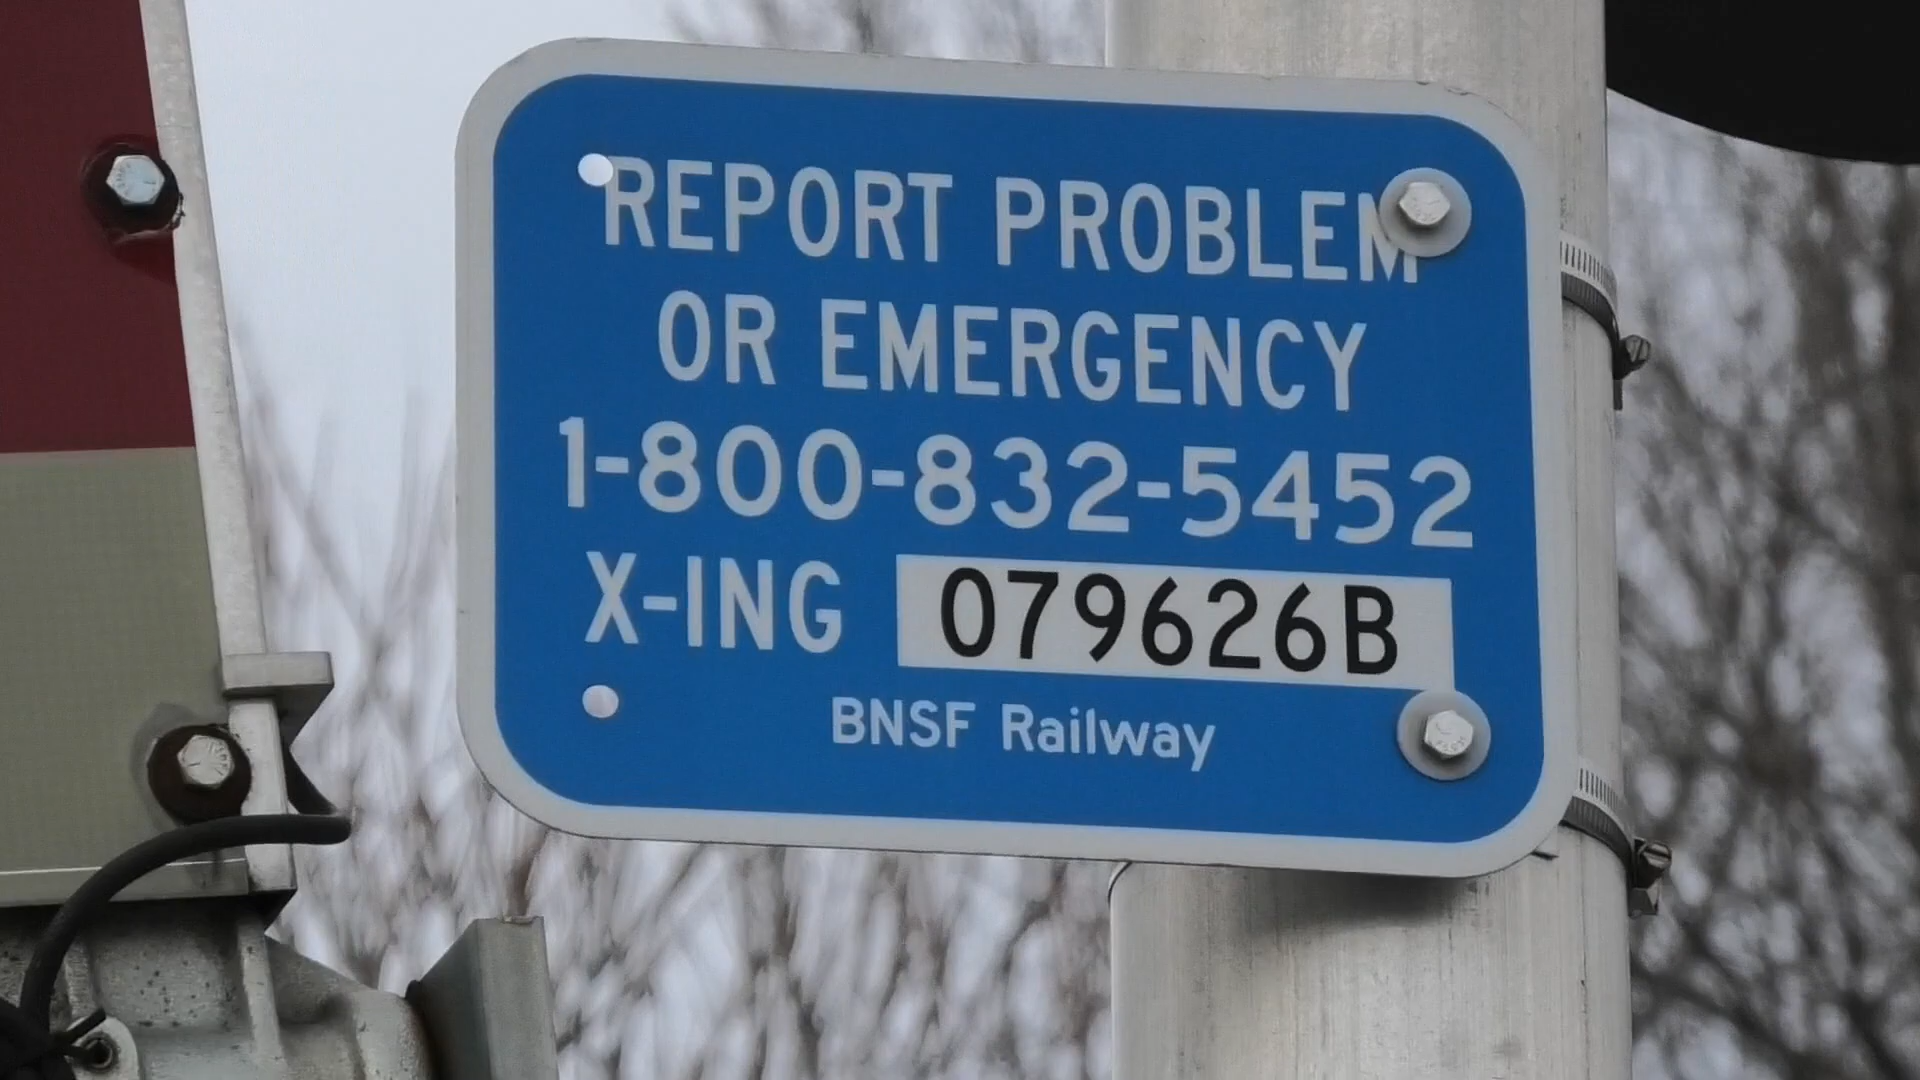 REPORT PROBLEM
OR EMERGENCY
1-800-832-5452
X-ING 079626B
BNSF Railway